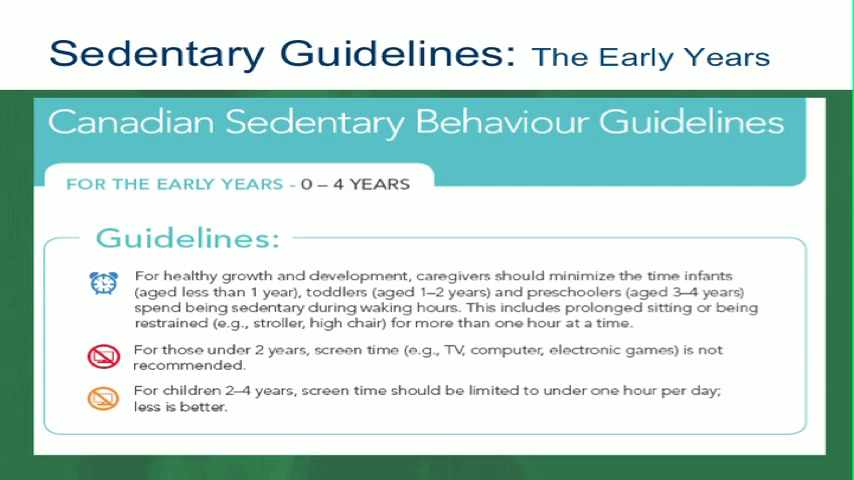 Sedentary Guidelines: The Early Years
Canadian Sedentary Behaviour Guidelines
FOR THE EARLY YEARS - 0 – 4 YEARS
Guidelines:
For healthy growth and development, caregivers should minimize the time infants
(aged less than 1 year), toddlers (aged 1–2 years) and preschoolers (aged 3–4 years)
spend being sedentary during waking hours. This includes prolonged sitting or being
restrained (e.g., stroller, high chair) for more than one hour at a time.
For those under 2 years, screen time (e.g., TV, computer, electronic games) is not
recommended.
For children 2–4 years, screen time should be limited to under one hour per day;
less is better.